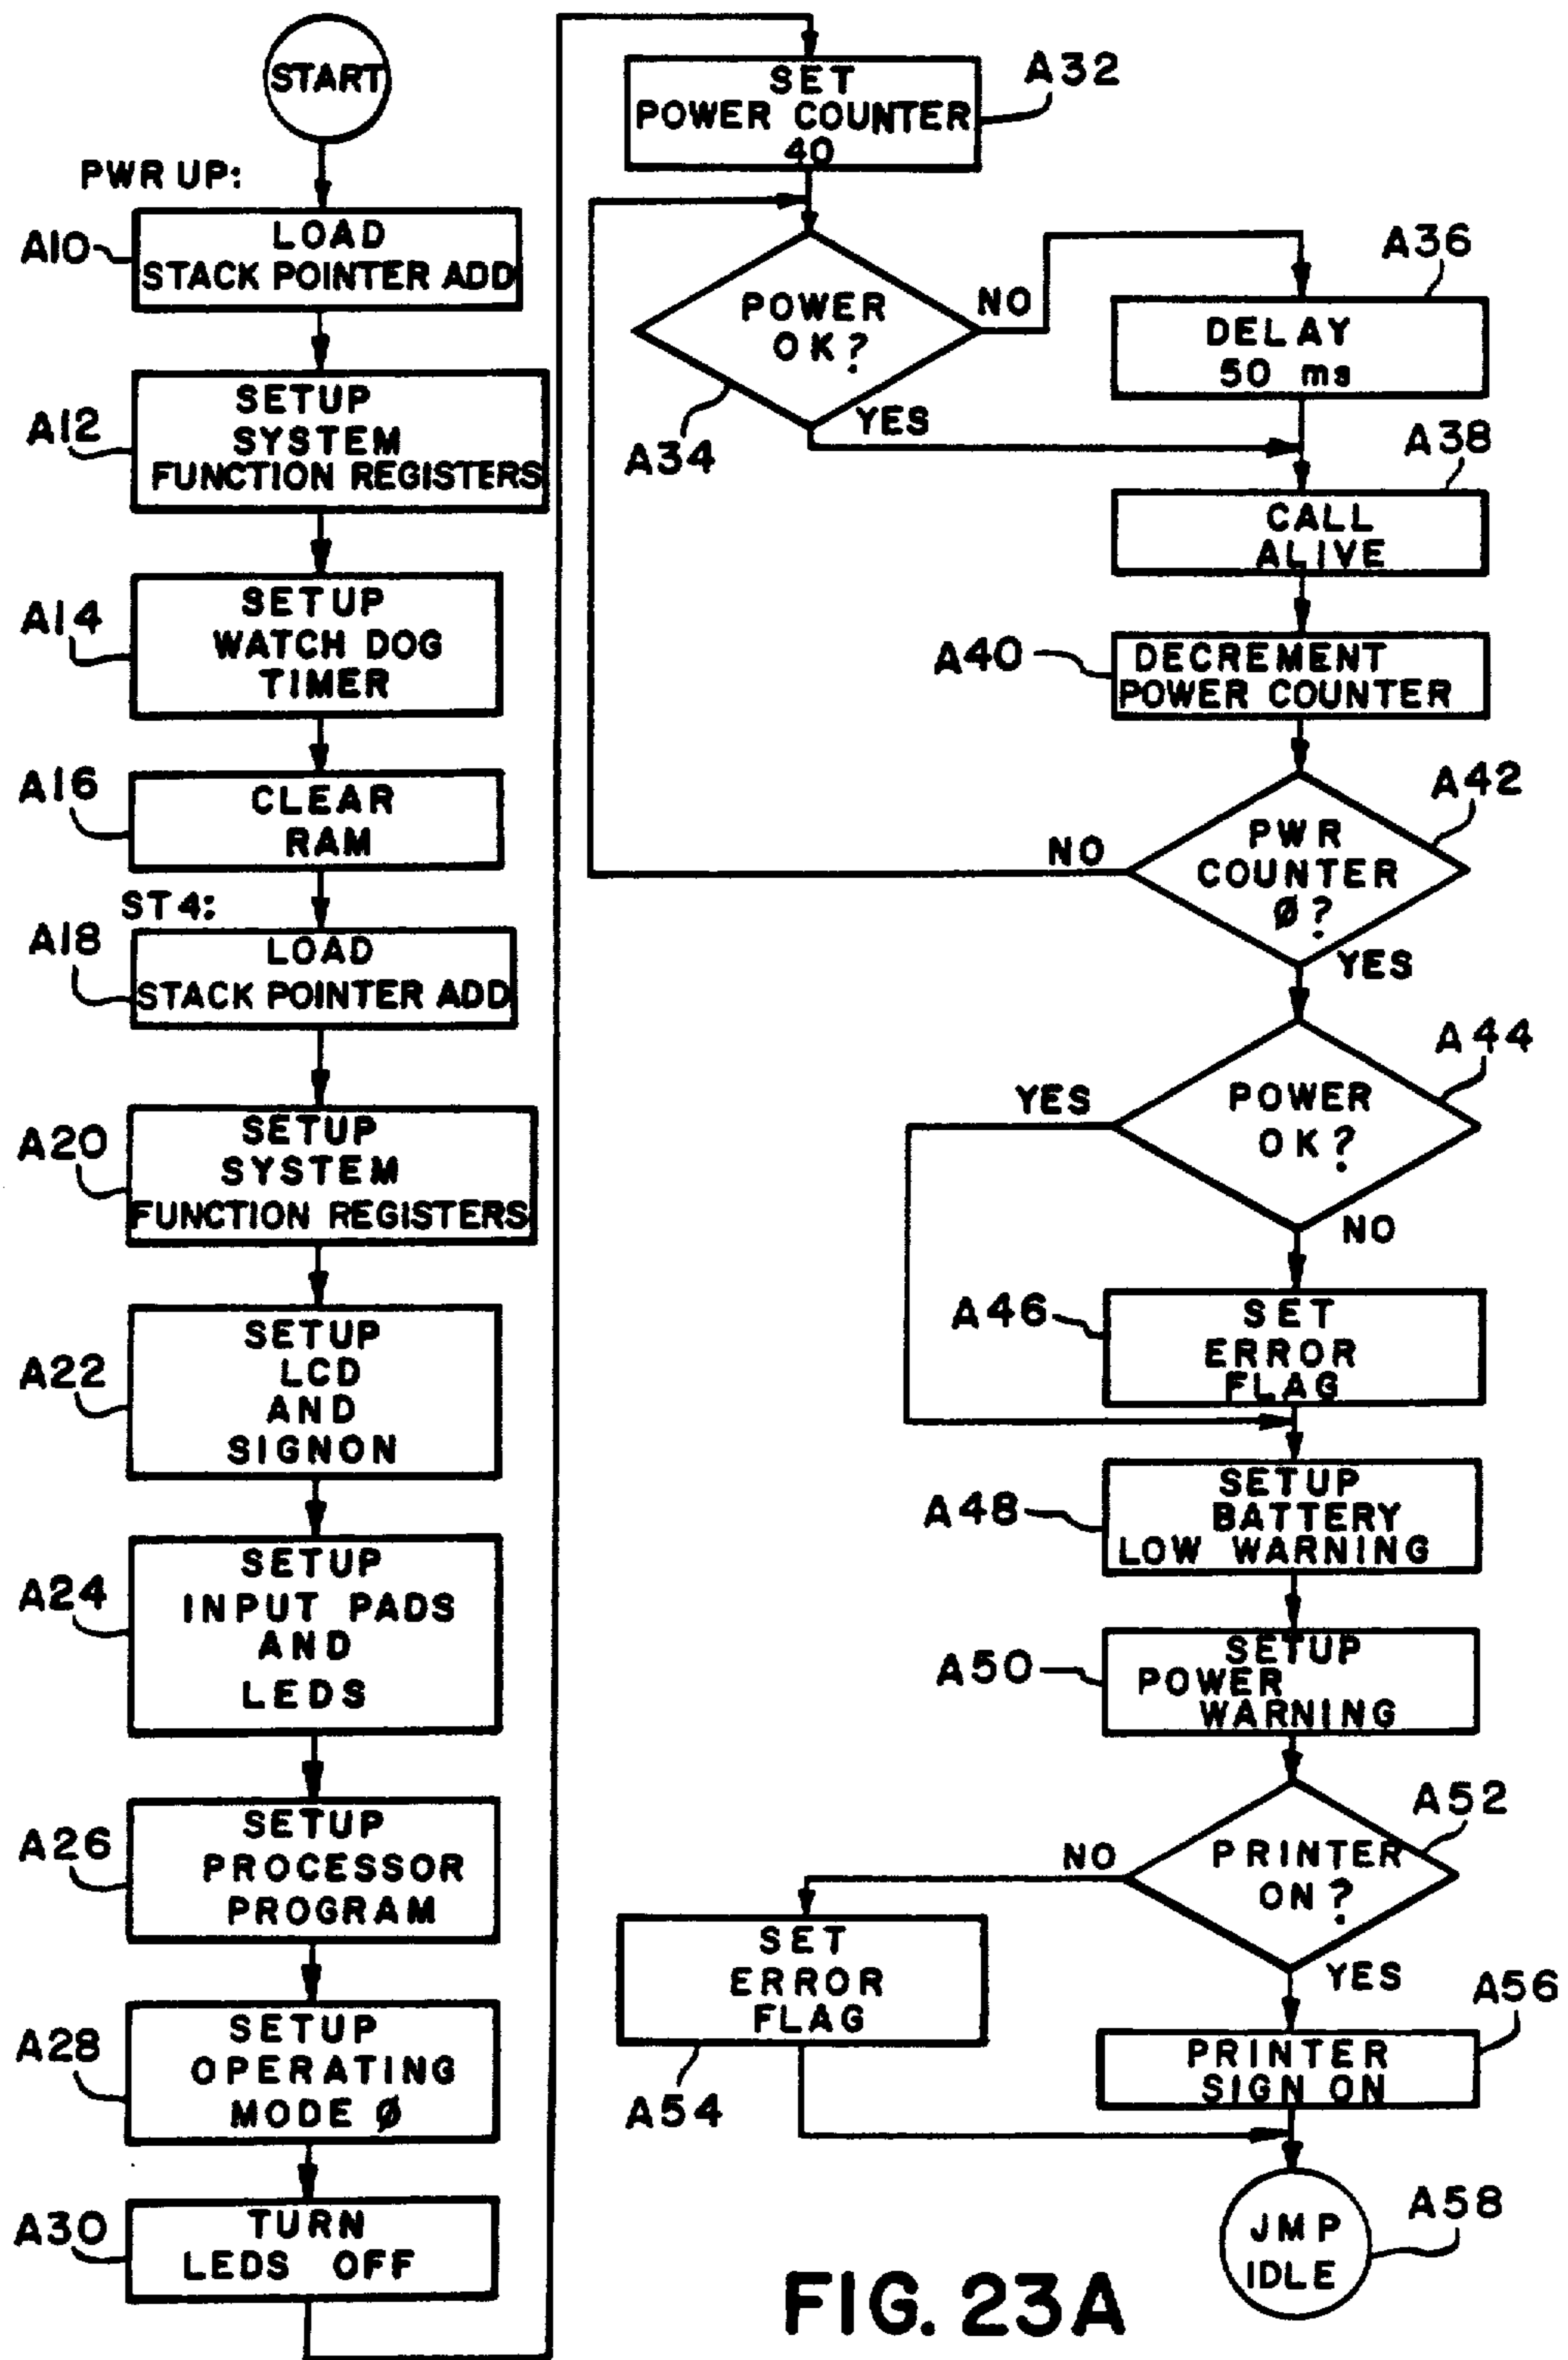 START
PWR UP:
A10
LOAD
STACK POINTER ADD
A12
SETUP
SYSTEM
FUNCTION REGISTERS
A14
SETUP
WATCH DOG
TIMER
A16
CLEAR
RAM
ST4:
A18
LOAD
STACK POINTER ADD
A20
SETUP
SYSTEM
FUNCTION REGISTERS
A22
SETUP
LCD
AND
SIGNON
A24
SETUP
INPUT PADS
AND
LEDS
A26
SETUP
PROCESSOR
PROGRAM
A28
SETUP
OPERATING
MODE Ø
A30
TURN
LEDS OFF
A32
SET
POWER COUNTER
40
A34
POWER
OK?
NO
YES
A36
DELAY
50 ms
A38
CALL
ALIVE
A40
DECREMENT
POWER COUNTER
A42
PWR
COUNTER
Ø?
NO
YES
A44
POWER
OK?
YES
NO
A46
SET
ERROR
FLAG
A48
SETUP
BATTERY
LOW WARNING
A50
SETUP
POWER
WARNING
A52
PRINTER
ON?
NO
YES
SET
ERROR
FLAG
A54
A56
PRINTER
SIGN ON
A58
JMP
IDLE
FIG. 23A